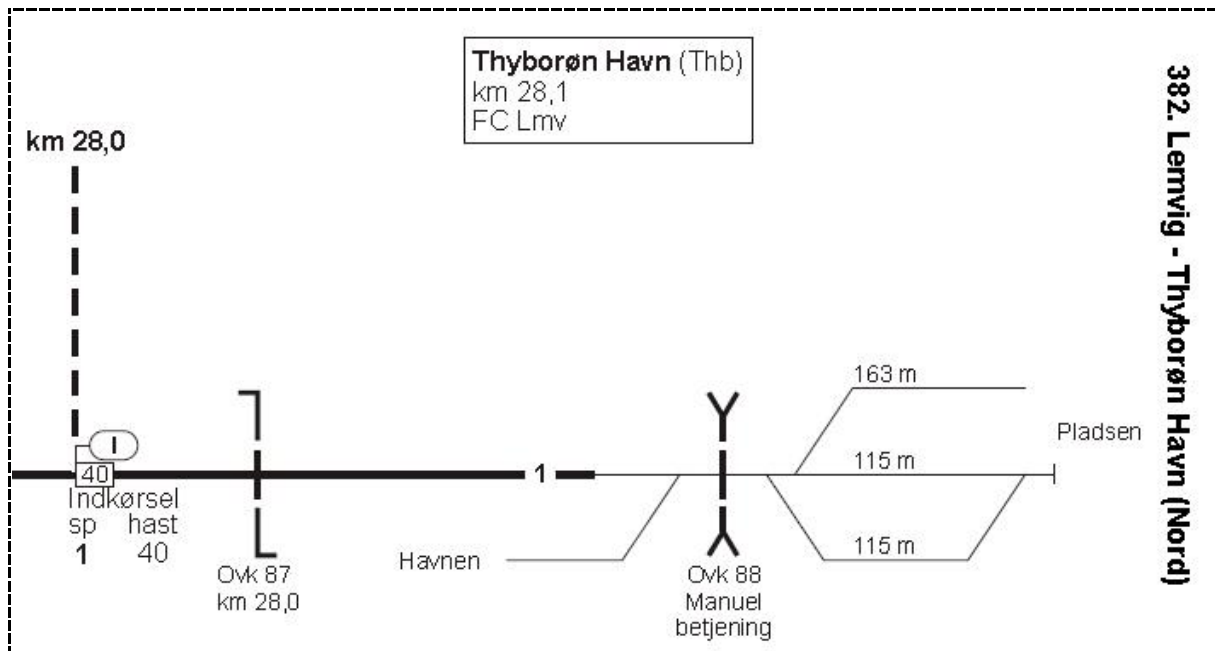 Thyborøn Havn (Thb)
km 28,1
FC Lmv
km 28,0
382. Lemvig - Thyborøn Havn (Nord)
163 m
Pladsen
I
40
1
115 m
Indkørsel
sp hast
1 40
Ovk 87
km 28,0
Havnen
115 m
Ovk 88
Manuel
betjening